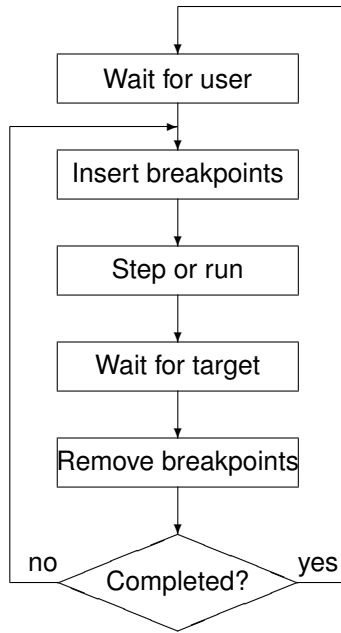 Wait for user
Insert breakpoints
Step or run
Wait for target
Remove breakpoints
no
yes
Completed?